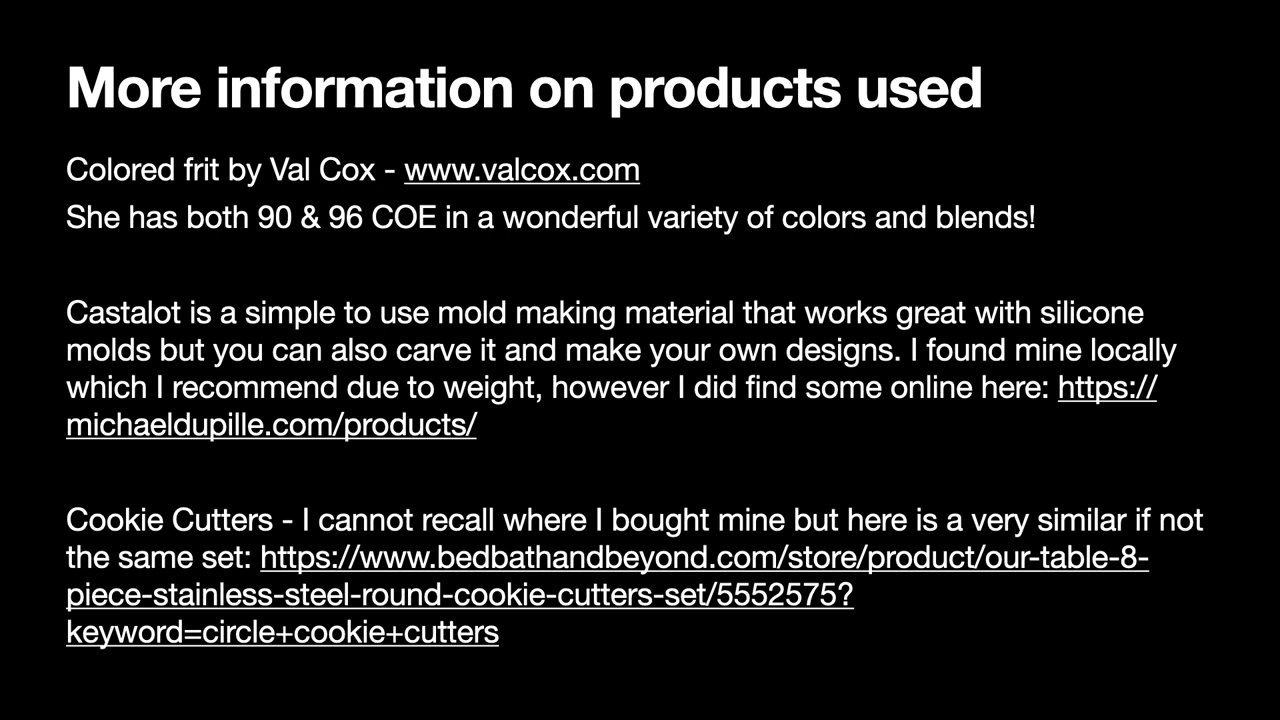 More information on products used
Colored frit by Val Cox - www.valcox.com
She has both 90 & 96 COE in a wonderful variety of colors and blends!
Castalot is a simple to use mold making material that works great with silicone
molds but you can also carve it and make your own designs. I found mine locally
which I recommend due to weight, however I did find some online here: https://
michaeldupille.com/products/
Cookie Cutters - I cannot recall where I bought mine but here is a very similar if not
the same set: https://www.bedbathandbeyond.com/store/product/our-table-8-
piece-stainless-steel-round-cookie-cutters-set/5552575?
keyword=circle+cookie+cutters